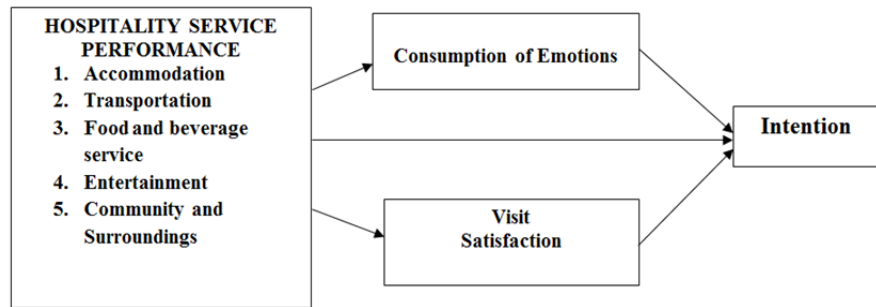 HOSPITALITY SERVICE
PERFORMANCE
1. Accommodation
2. Transportation
3. Food and beverage
service
4. Entertainment
5. Community and
Surroundings
Consumption of Emotions
Visit
Satisfaction
Intention